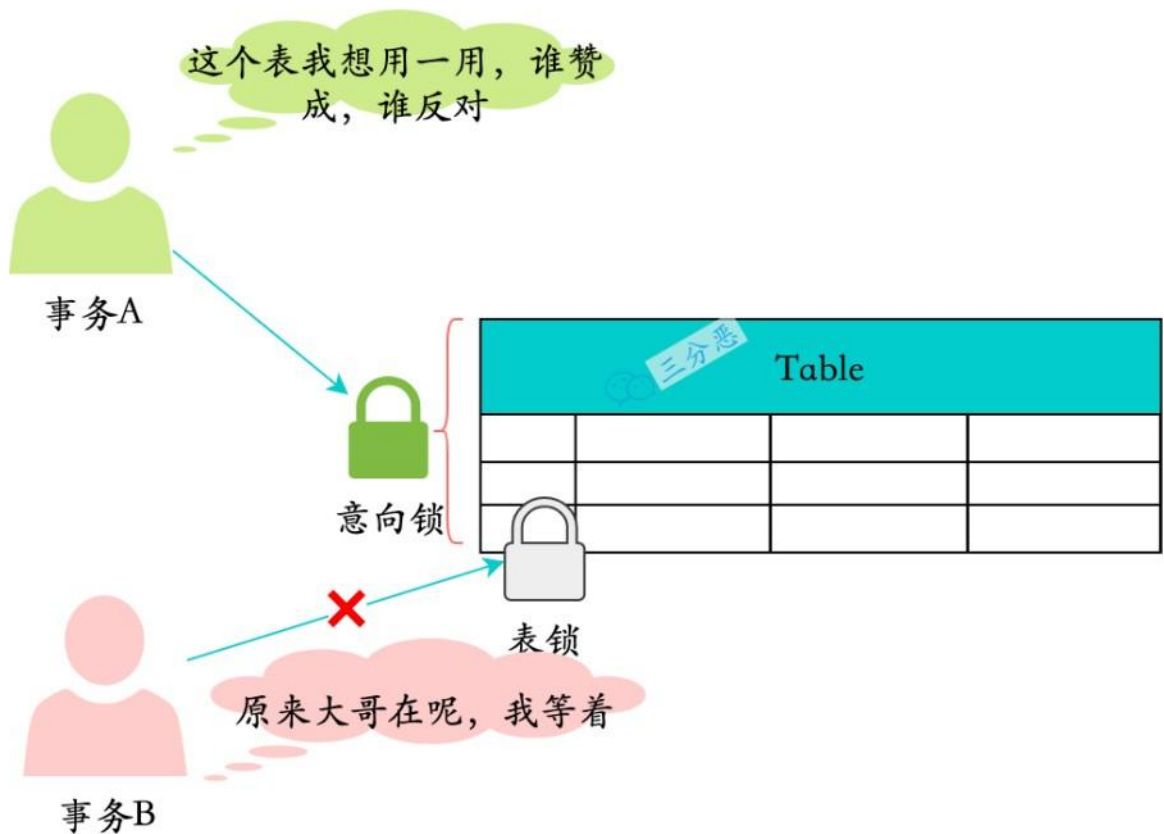 这个表我想用一用，谁赞
成，谁反对
事务A
三分恶
Table
意向锁
表锁
原来大哥在呢，我等着
事务B